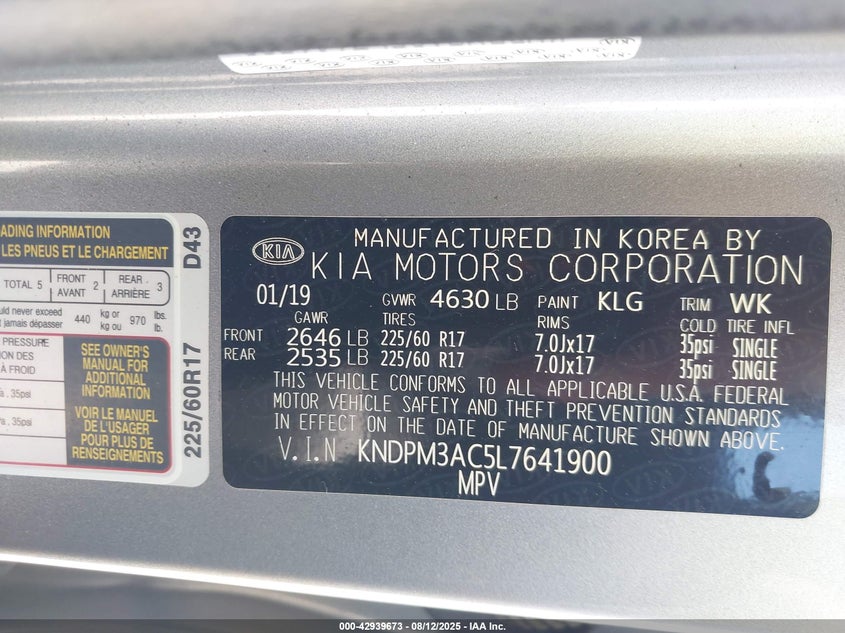 ADING INFORMATION
LES PNEUS ET LE CHARGEMENT
TOTAL 5 FRONT AVANT 2 REAR ARRIÈRE 3
uld never exceed 440 kg or 970 lbs.
t jamais dépasser kg ou lb.
PRESSURE
ION DES
À FROID
SEE OWNER'S
MANUAL FOR
ADDITIONAL
INFORMATION
. 35psi
VOIR LE MANUEL
DE L'USAGER
POUR PLUS DE
RENSEIGNEMENTS
. 35psi
225/60R17 D43
KIA
MANUFACTURED IN KOREA BY
KIA MOTORS CORPORATION
01/19 GVWR 4630 LB PAINT KLG TRIM WK
GAWR TIRES RIMS COLD TIRE INFL
FRONT 2646 LB 225/60 R17 7.0Jx17 35psi SINGLE
REAR 2535 LB 225/60 R17 7.0Jx17 35psi SINGLE
THIS VEHICLE CONFORMS TO ALL APPLICABLE U.S.A. FEDERAL
MOTOR VEHICLE SAFETY AND THEFT PREVENTION STANDARDS
IN EFFECT ON THE DATE OF MANUFACTURE SHOWN ABOVE.
V.I.N KNDPM3AC5L7641900
MPV
000-42939673 - 08/12/2025 - IAA Inc.